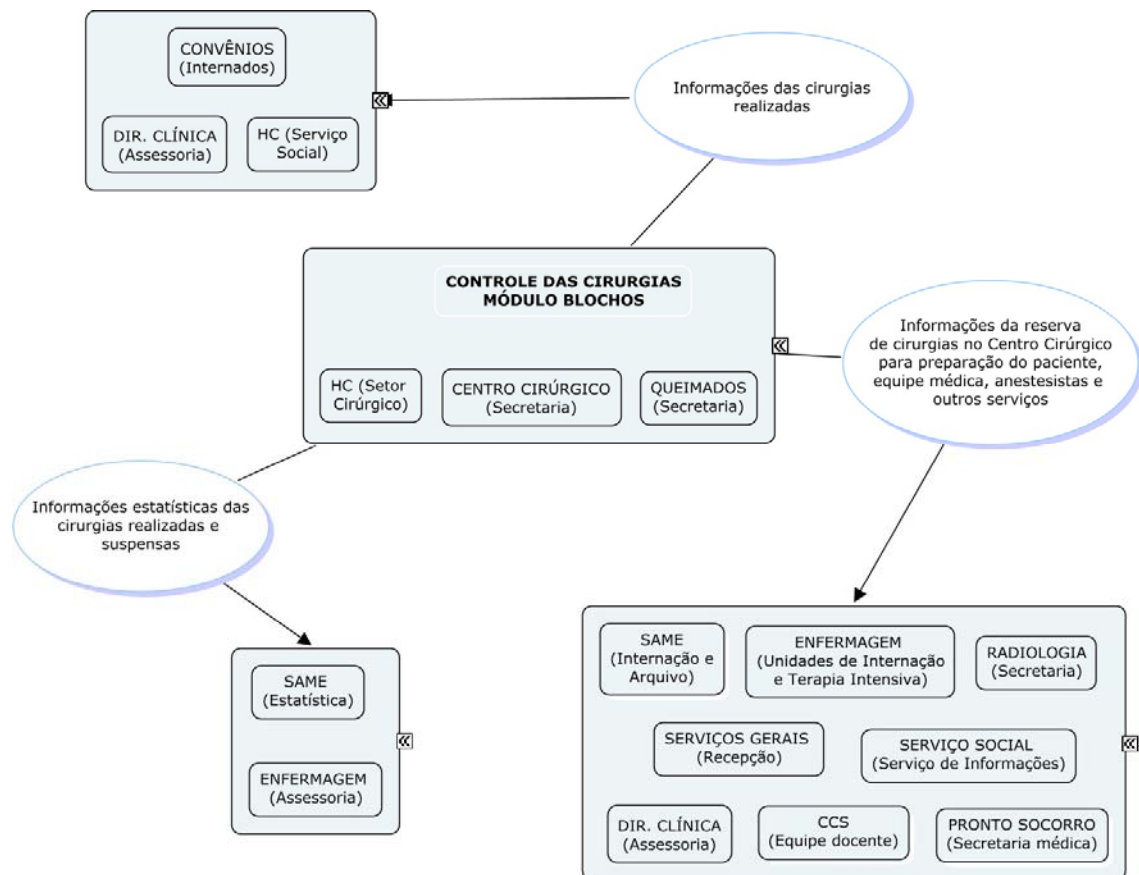 CONVÊNIOS
(Internados)
DIR. CLÍNICA
(Assessoria)
HC (Serviço
Social)
Informações das cirurgias
realizadas
CONTROLE DAS CIRURGIAS
MÓDULO BLOCHOS
HC (Setor
Cirúrgico)
CENTRO CIRÚRGICO
(Secretaria)
QUEIMADOS
(Secretaria)
Informações da reserva
de cirurgias no Centro Cirúrgico
para preparação do paciente,
equipe médica, anestesistas e
outros serviços
Informações estatísticas das
cirurgias realizadas e
suspensas
SAME
(Estatística)
ENFERMAGEM
(Assessoria)
SAME
(Internação e
Arquivo)
ENFERMAGEM
(Unidades de Internação
e Terapia Intensiva)
RADIOLOGIA
(Secretaria)
SERVIÇOS GERAIS
(Recepção)
SERVIÇO SOCIAL
(Serviço de Informações)
DIR. CLÍNICA
(Assessoria)
CCS
(Equipe docente)
PRONTO SOCORRO
(Secretaria médica)